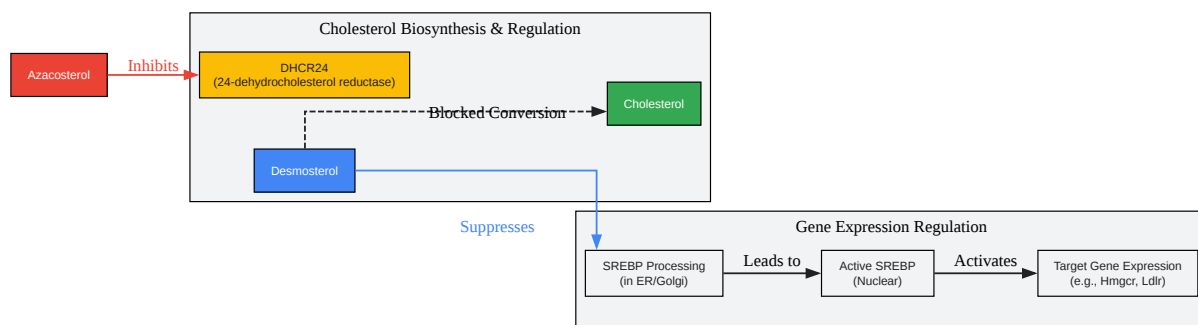 Cholesterol Biosynthesis & Regulation
Azacosterol
Inhibits
DHCR24
(24-dehydrocholesterol reductase)
Blocked Conversion
Cholesterol
Desmosterol
Suppresses
Gene Expression Regulation
SREBP Processing
(in ER/Golgi)
Leads to
Active SREBP
(Nuclear)
Activates
Target Gene Expression
(e.g., Hmgcr, Ldlr)